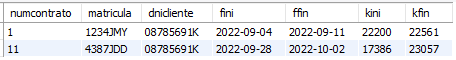 numcontrato matricula dnicliente fini ffin kini kfin
1 1234JMY 08785691K 2022-09-04 2022-09-11 22200 22561
11 4387JDD 08785691K 2022-09-28 2022-10-02 17386 23057